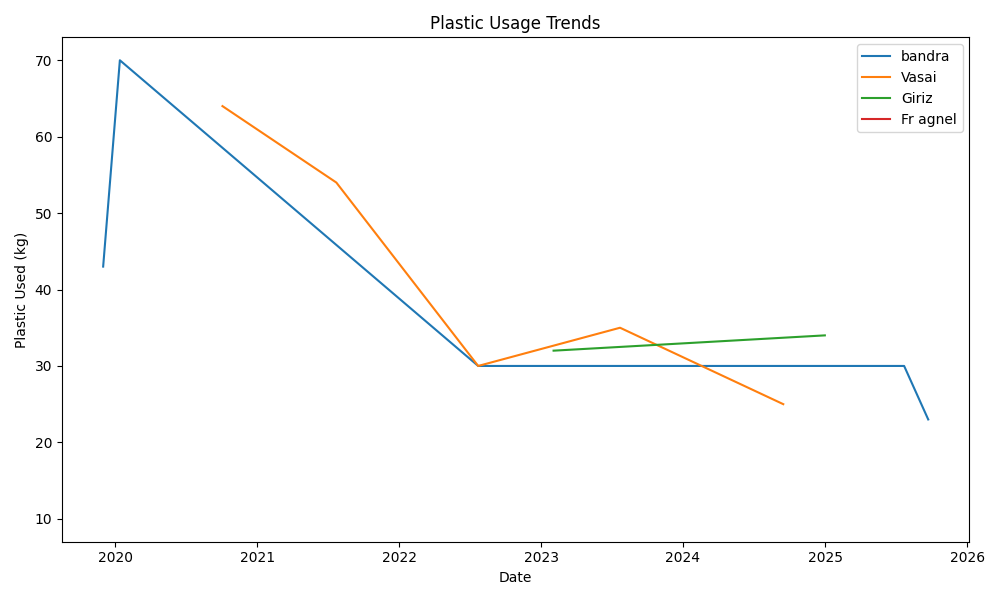 Plastic Usage Trends
bandra
Vasai
Giriz
Fr agnel
Plastic Used (kg)
70
60
50
40
30
20
10
2020 2021 2022 2023 2024 2025 2026
Date